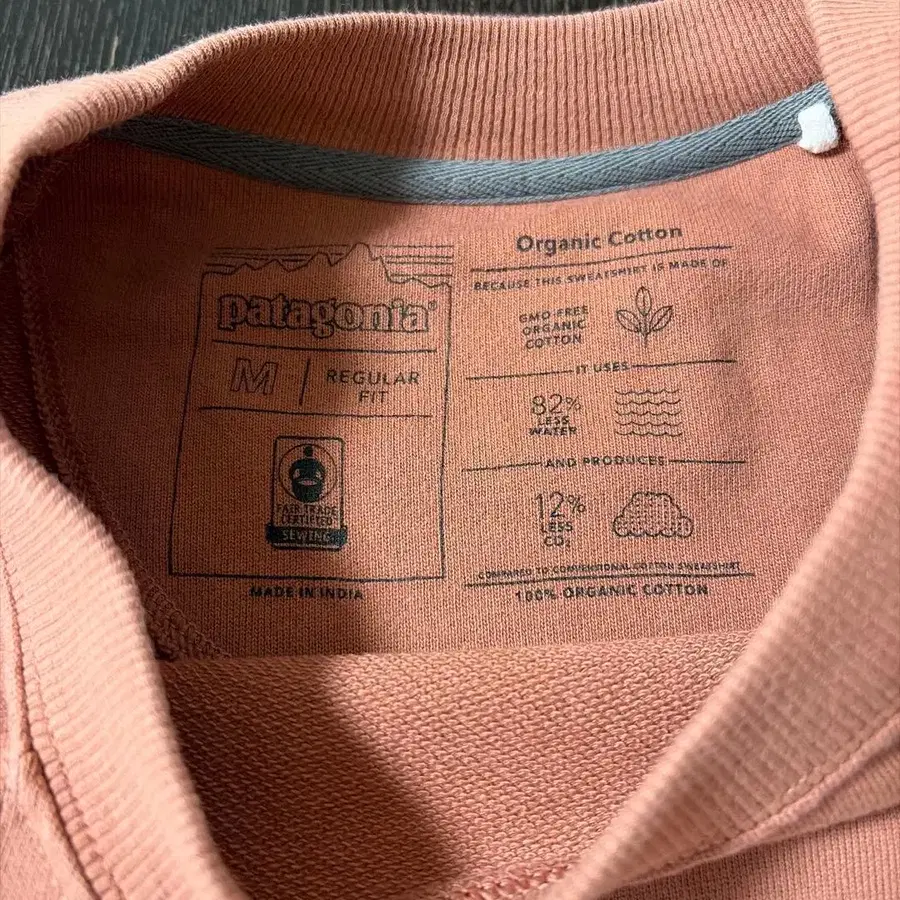 patagonia®
M
REGULAR
FIT
FAIR TRADE
CERTIFIED
SEWING
MADE IN INDIA
Organic Cotton
BECAUSE THIS SWEATSHIRT IS MADE OF
GMO-FREE
ORGANIC
COTTON
IT USES
82%
LESS
WATER
AND PRODUCES
12%
LESS
CO₂
COMPARED TO CONVENTIONAL COTTON SWEATSHIRT
100% ORGANIC COTTON